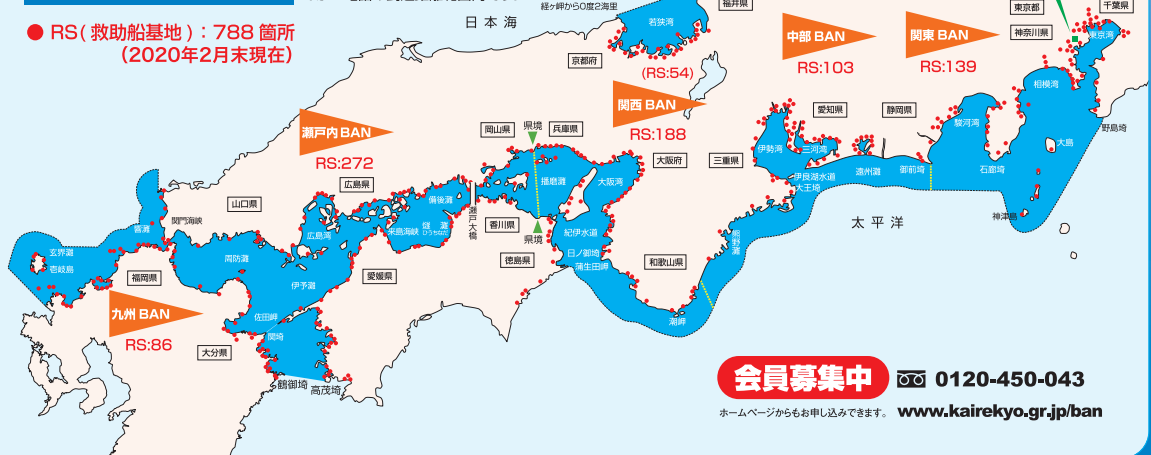 経ヶ岬から0度2海里
日本海
● RS(救助船基地)：788箇所
(2020年2月末現在)
福井県
若狭湾
京都府
(RS:54)
東京都
千葉県
神奈川県
東京湾
中部 BAN
RS:103
関東 BAN
RS:139
相模湾
関西 BAN
RS:188
瀬戸内 BAN
RS:272
岡山県
県境
兵庫県
愛知県
静岡県
駿河湾
野島埼
大島
大阪府
三重県
伊勢湾
三河湾
伊良湖水道
大王埼
遠州灘
御前埼
石廊埼
神津島
太平洋
広島県
備後灘
播磨灘
大阪湾
山口県
関門海峡
響灘
広島湾
来島海峡
燧灘
ひうちなだ
瀬戸大橋
香川県
県境
紀伊水道
日ノ御埼
蒲生田岬
徳島県
和歌山県
熊野灘
潮岬
玄界灘
壱岐島
福岡県
周防灘
愛媛県
伊予灘
九州 BAN
RS:86
佐田岬
関埼
大分県
鶴御埼
高茂埼
会員募集中
0120-450-043
ホームページからもお申し込みできます。 www.kairekyo.gr.jp/ban